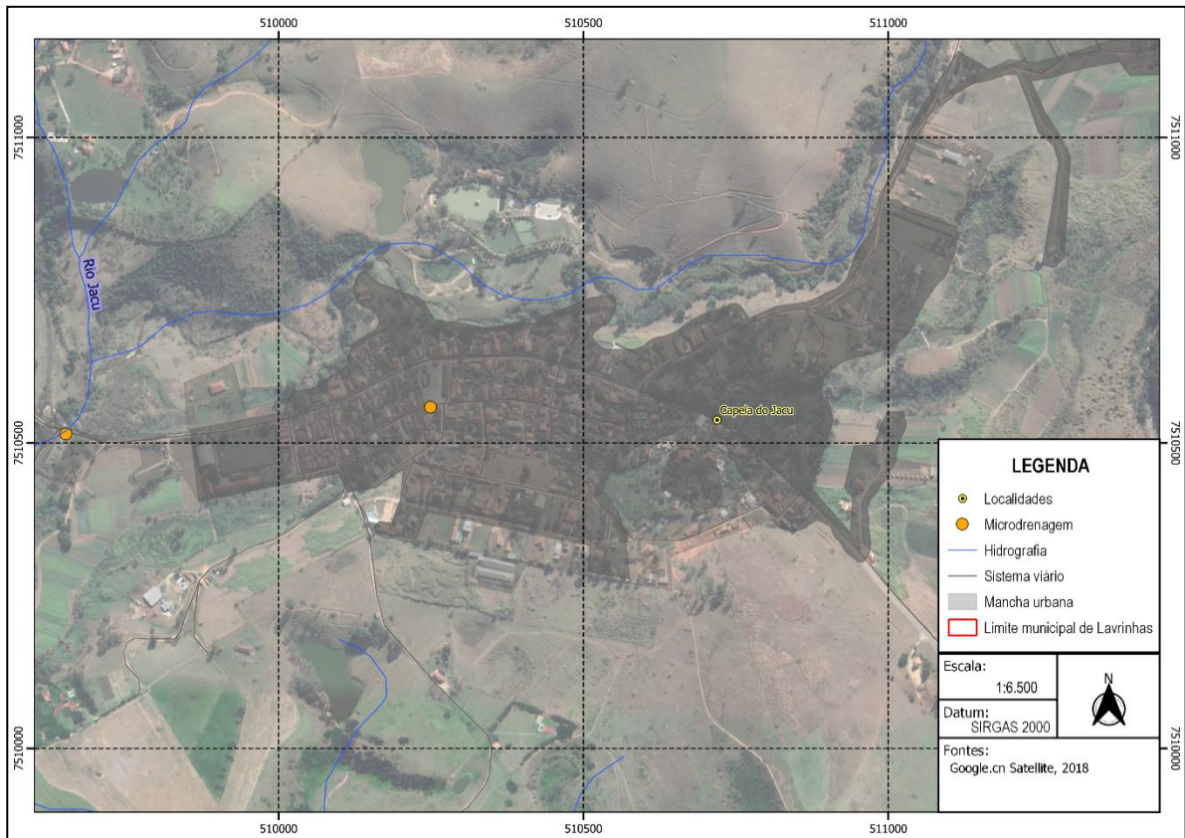 510000
510500
511000
7511000
7511000
Rio Jacu
Capela do Jacu
7510500
7510500
LEGENDA
Localidades
Microdrenagem
Hidrografia
Sistema viário
Mancha urbana
Limite municipal de Lavrinhas
Escala:
1:6.500
N
Datum:
SIRGAS 2000
Fontes:
Google.cn Satellite, 2018
7510000
7510000
510000
510500
511000